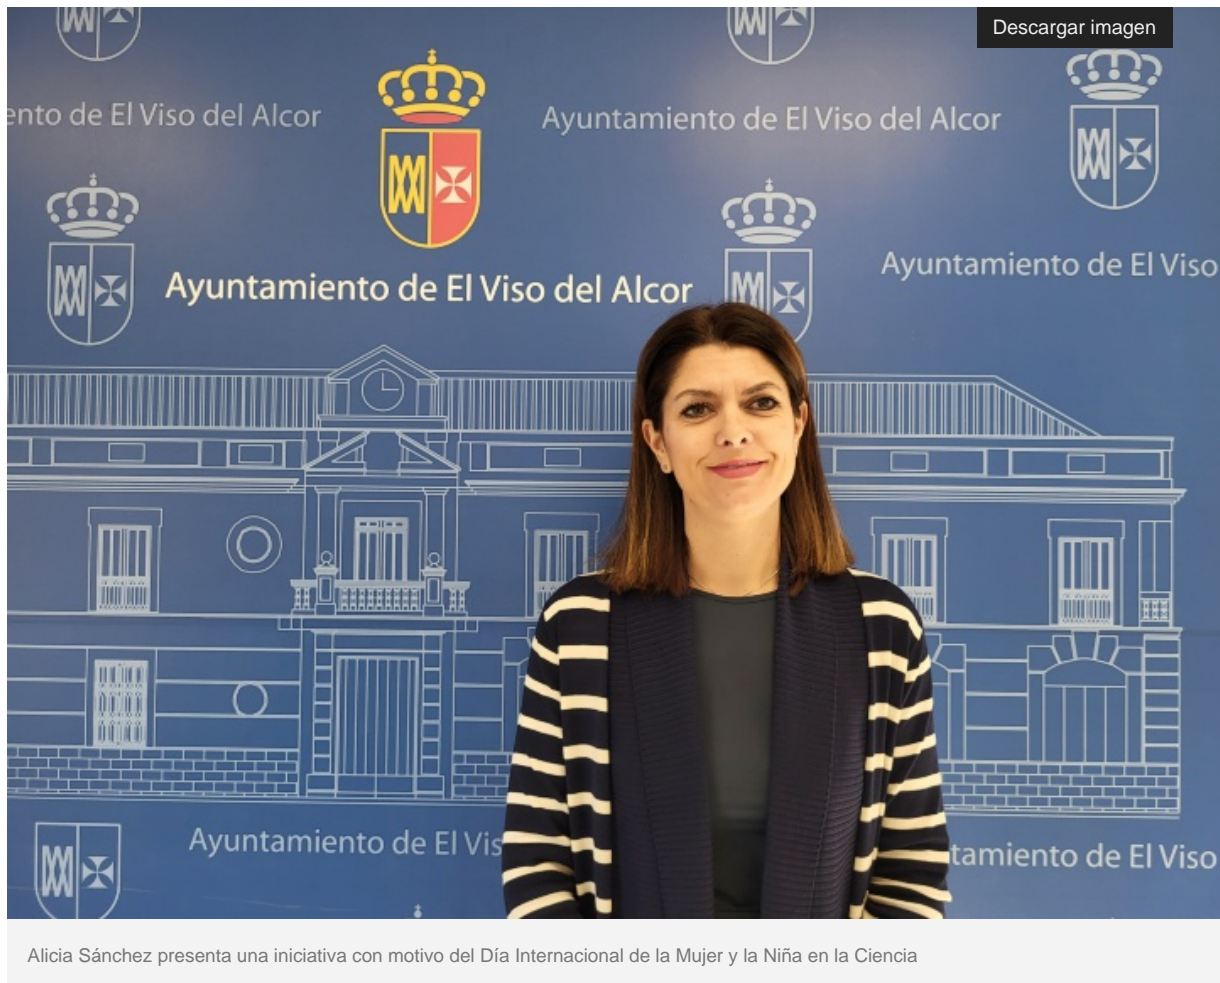 Descargar imagen
ento de El Viso del Alcor
Ayuntamiento de El Viso del Alcor
Ayuntamiento de El Viso
Ayuntamiento de El Viso del Alcor
Ayuntamiento de El Vis
tamiento de El Viso
Alicia Sánchez presenta una iniciativa con motivo del Día Internacional de la Mujer y la Niña en la Ciencia